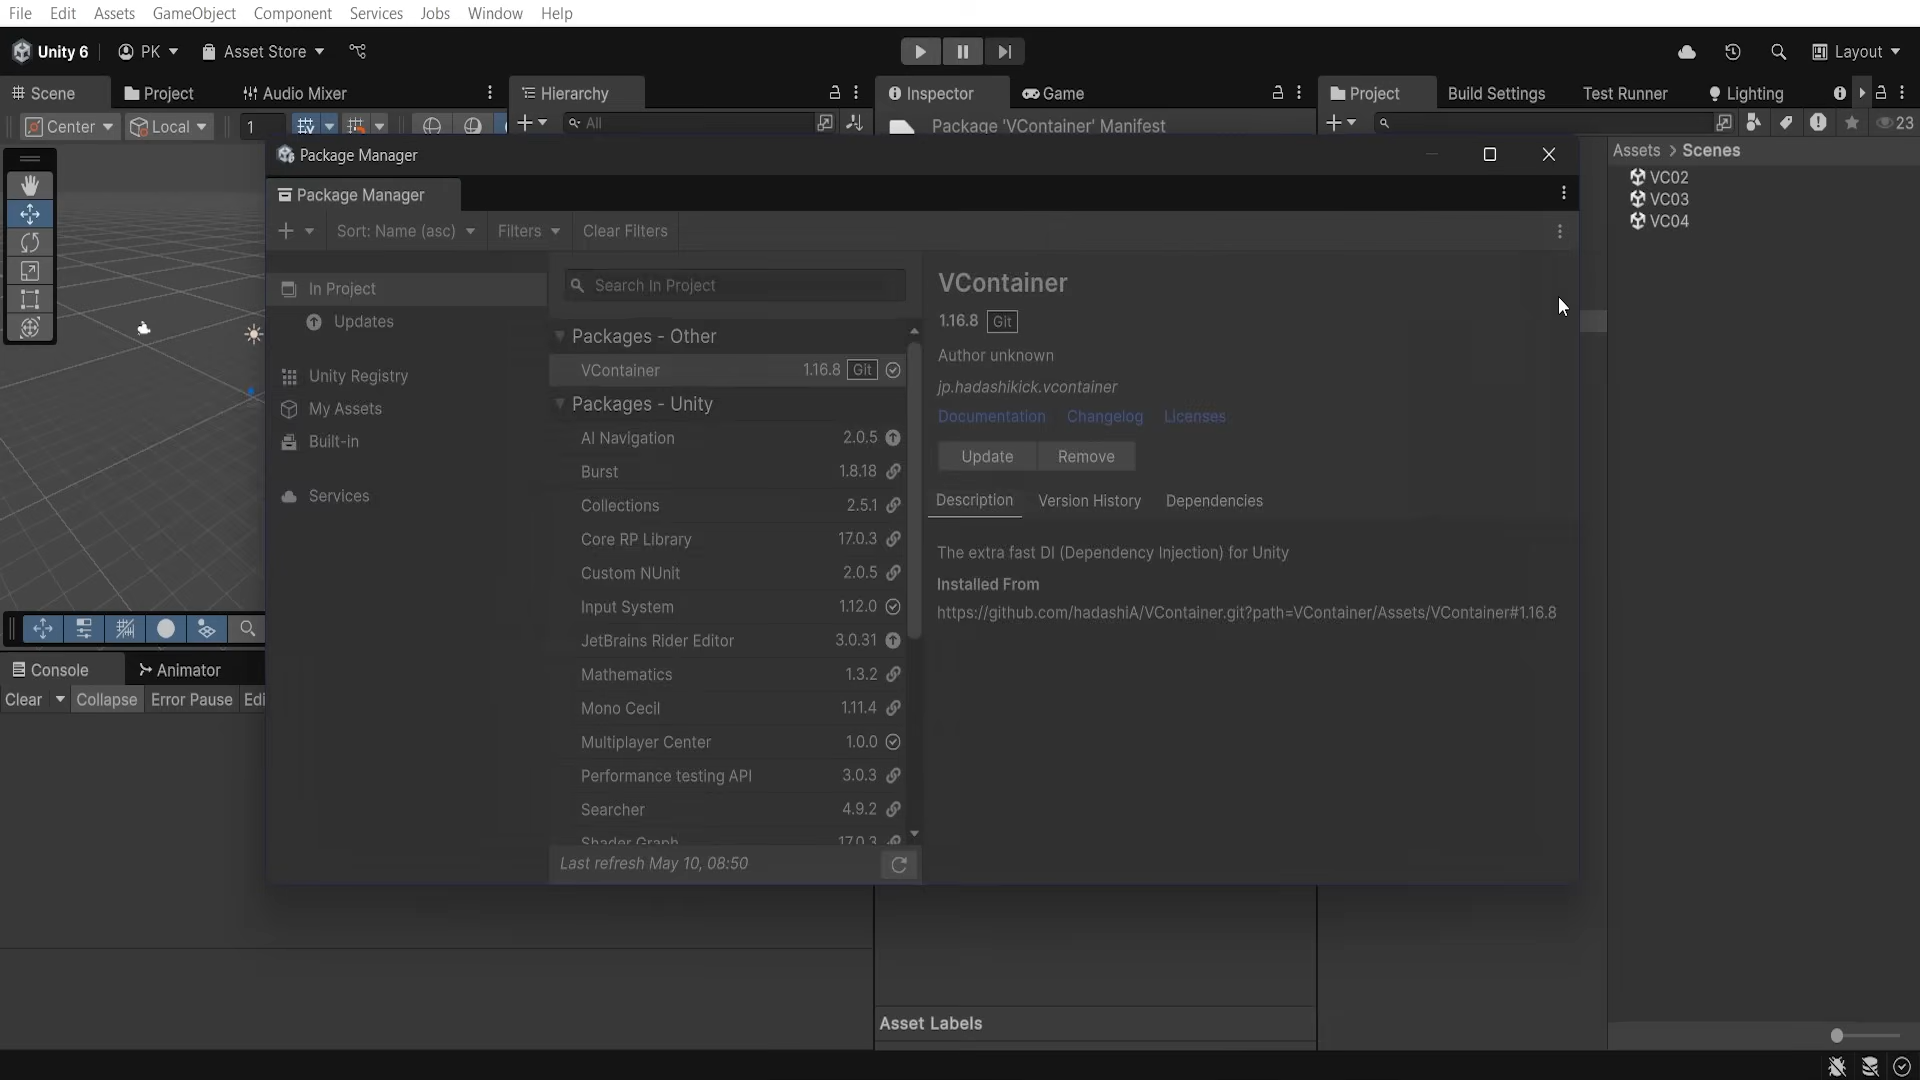 File Edit Assets GameObject Component Services Jobs Window Help
Unity 6 PK Asset Store Layout
Scene Project Audio Mixer Hierarchy Inspector Game Project Build Settings Test Runner Lighting
Center Local 1 All Package 'VContainer' Manifest 23
Package Manager
Package Manager
Sort: Name (asc) Filters Clear Filters
In Project
Updates
Unity Registry
My Assets
Built-in
Services
Search In Project
Packages - Other
VContainer 1.16.8 Git
Packages - Unity
AI Navigation 2.0.5
Burst 1.8.18
Collections 2.5.1
Core RP Library 17.0.3
Custom NUnit 2.0.5
Input System 1.12.0
JetBrains Rider Editor 3.0.31
Mathematics 1.3.2
Mono Cecil 1.11.4
Multiplayer Center 1.0.0
Performance testing API 3.0.3
Searcher 4.9.2
Shader Graph 17.0.3
Last refresh May 10, 08:50
VContainer
1.16.8 Git
Author unknown
jp.hadashikick.vcontainer
Documentation Changelog Licenses
Update Remove
Description Version History Dependencies
The extra fast DI (Dependency Injection) for Unity
Installed From
https://github.com/hadashiA/VContainer.git?path=VContainer/Assets/VContainer#1.16.8
Assets > Scenes
VC02
VC03
VC04
Console Animator
Clear Collapse Error Pause Edi
Asset Labels